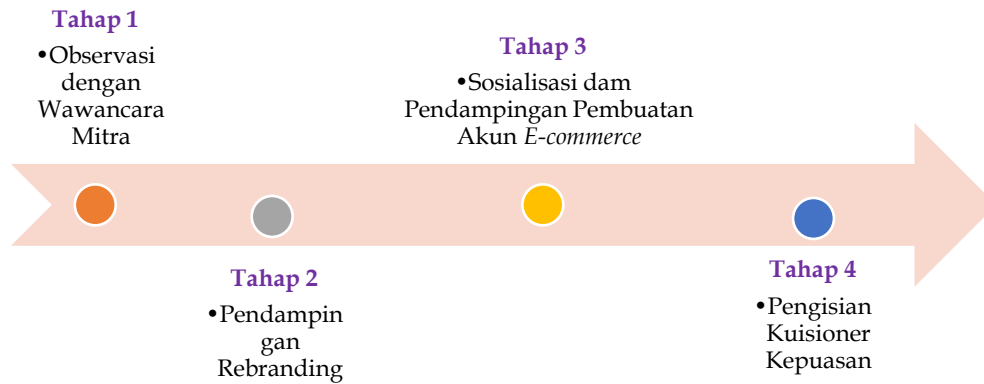 Tahap 1
•Observasi
dengan
Wawancara
Mitra
Tahap 2
•Pendampin
gan
Rebranding
Tahap 3
•Sosialisasi dam
Pendampingan Pembuatan
Akun E-commerce
Tahap 4
•Pengisian
Kuisioner
Kepuasan